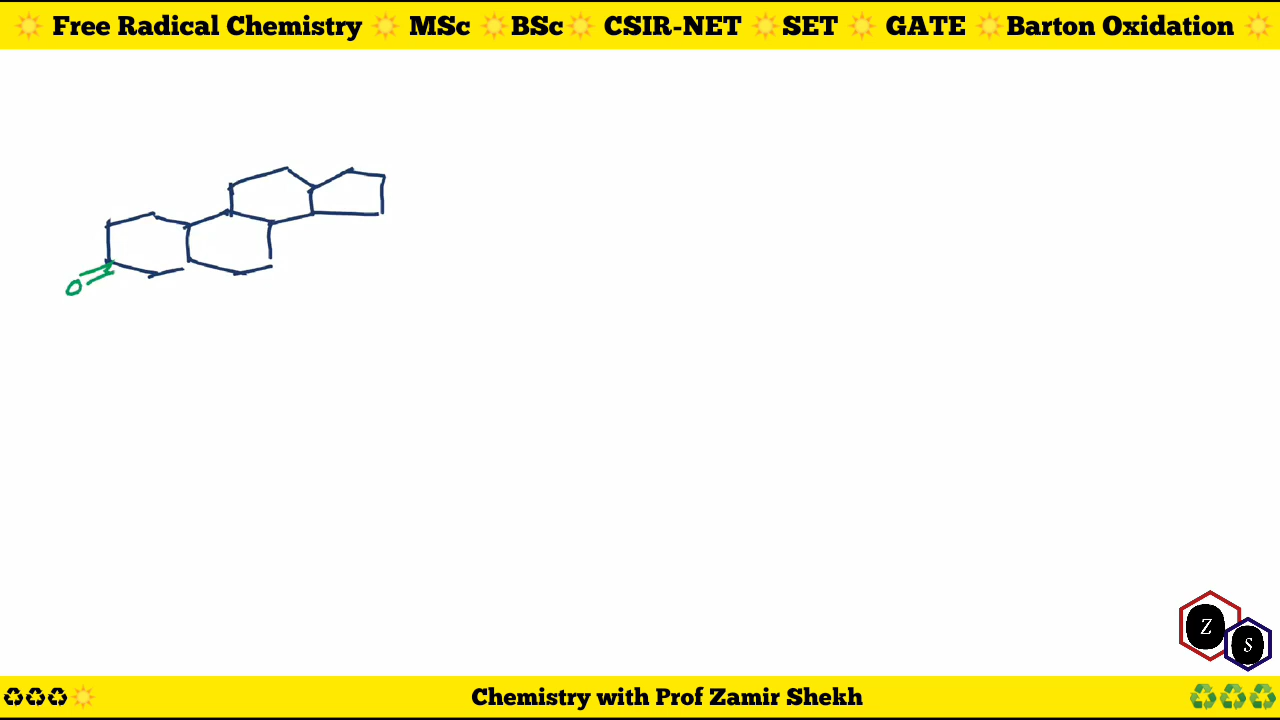 Free Radical Chemistry MSc BSc CSIR-NET SET GATE Barton Oxidation
O
Z
S
Chemistry with Prof Zamir Shekh